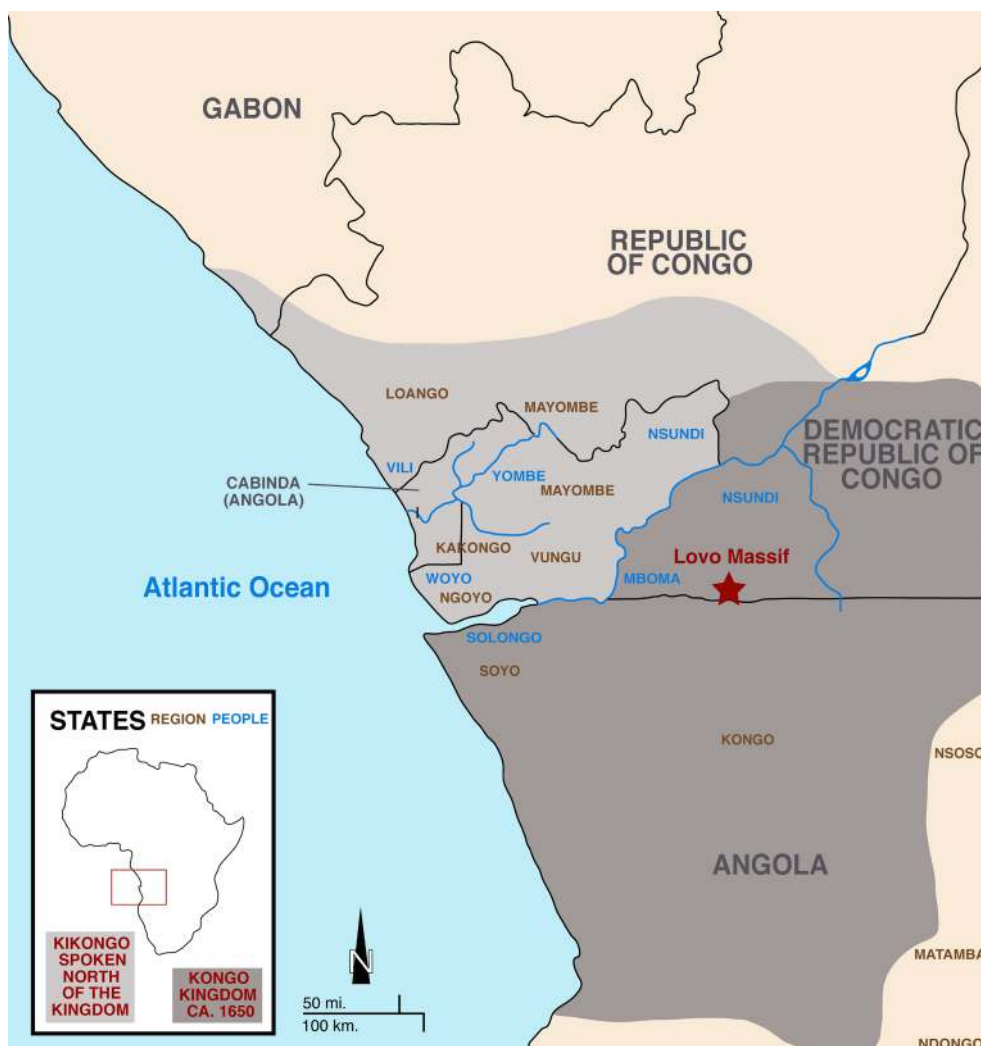 GABON
REPUBLIC
OF CONGO
LOANGO
MAYOMBE
NSUNDI
DEMOCRATIC
REPUBLIC OF
CONGO
VILI
YOMBE
CABINDA
(ANGOLA)
MAYOMBE
NSUNDI
KAKONGO
VUNGU
Lovo Massif
Atlantic Ocean
WOYO
MBOMA
NGOYO
SOLONGO
SOYO
KONGO
NSOSO
ANGOLA
MATAMBA
NDONGO
STATES REGION PEOPLE
KIKONGO
SPOKEN
NORTH
OF THE
KINGDOM
KONGO
KINGDOM
CA. 1650
N
50 mi.
100 km.